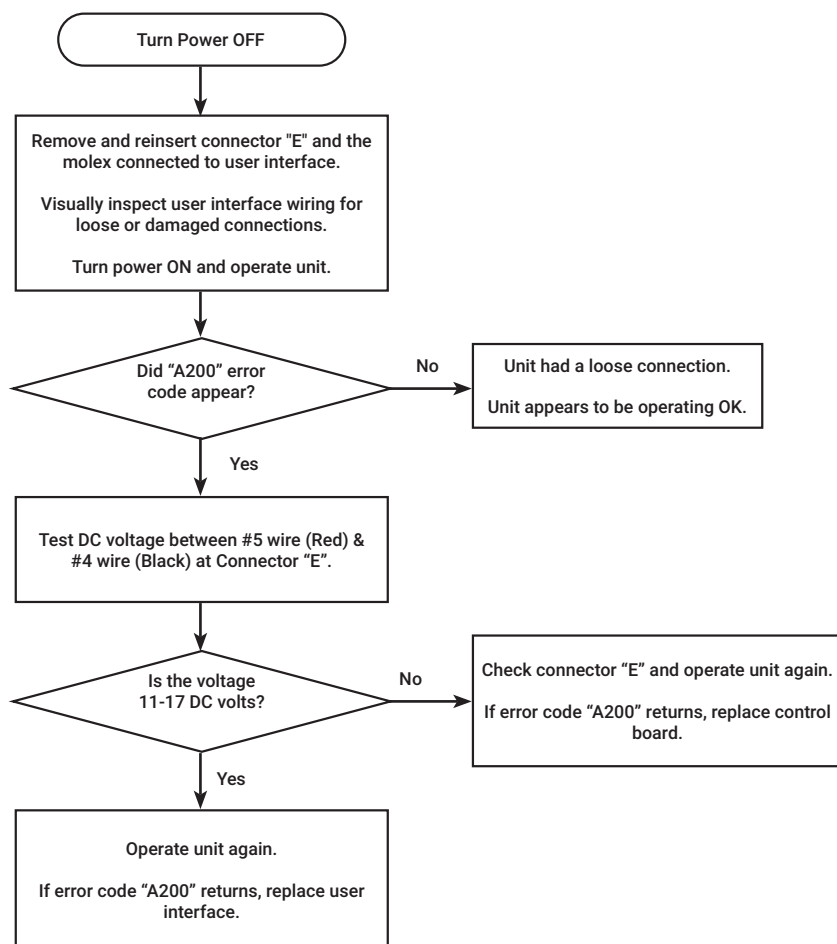 Turn Power OFF
Remove and reinsert connector "E" and the
molex connected to user interface.
Visually inspect user interface wiring for
loose or damaged connections.
Turn power ON and operate unit.
Did “A200” error
code appear?
No
Unit had a loose connection.
Unit appears to be operating OK.
Yes
Test DC voltage between #5 wire (Red) &
#4 wire (Black) at Connector “E”.
Is the voltage
11-17 DC volts?
No
Check connector “E” and operate unit again.
If error code “A200” returns, replace control
board.
Yes
Operate unit again.
If error code “A200” returns, replace user
interface.